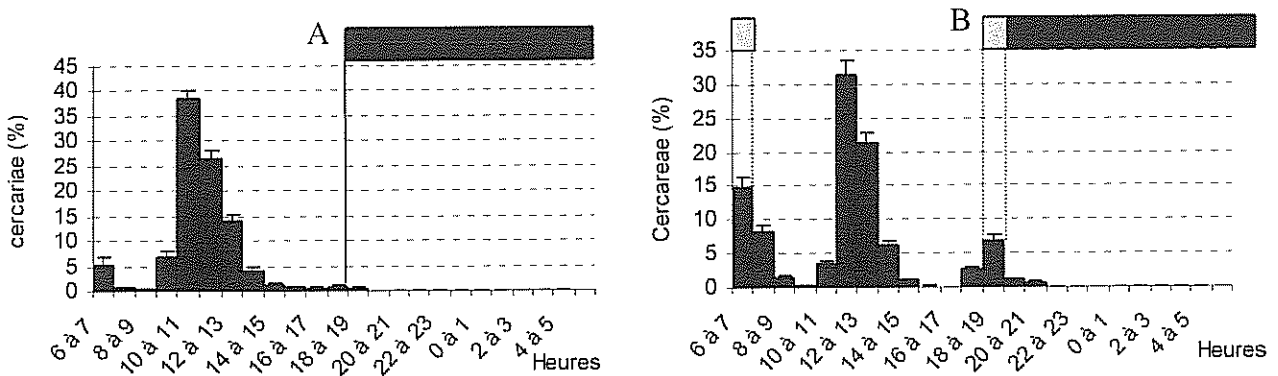 A
cercariae (%)
45
40
35
30
25
20
15
10
5
0
6 à 7
8 à 9
10 à 11
12 à 13
14 à 15
16 à 17
18 à 19
20 à 21
22 à 23
0 à 1
2 à 3
4 à 5
Heures
B
Cercareae (%)
35
30
25
20
15
10
5
0
6 à 7
8 à 9
10 à 11
12 à 13
14 à 15
16 à 17
18 à 19
20 à 21
22 à 23
0 à 1
2 à 3
4 à 5
Heures